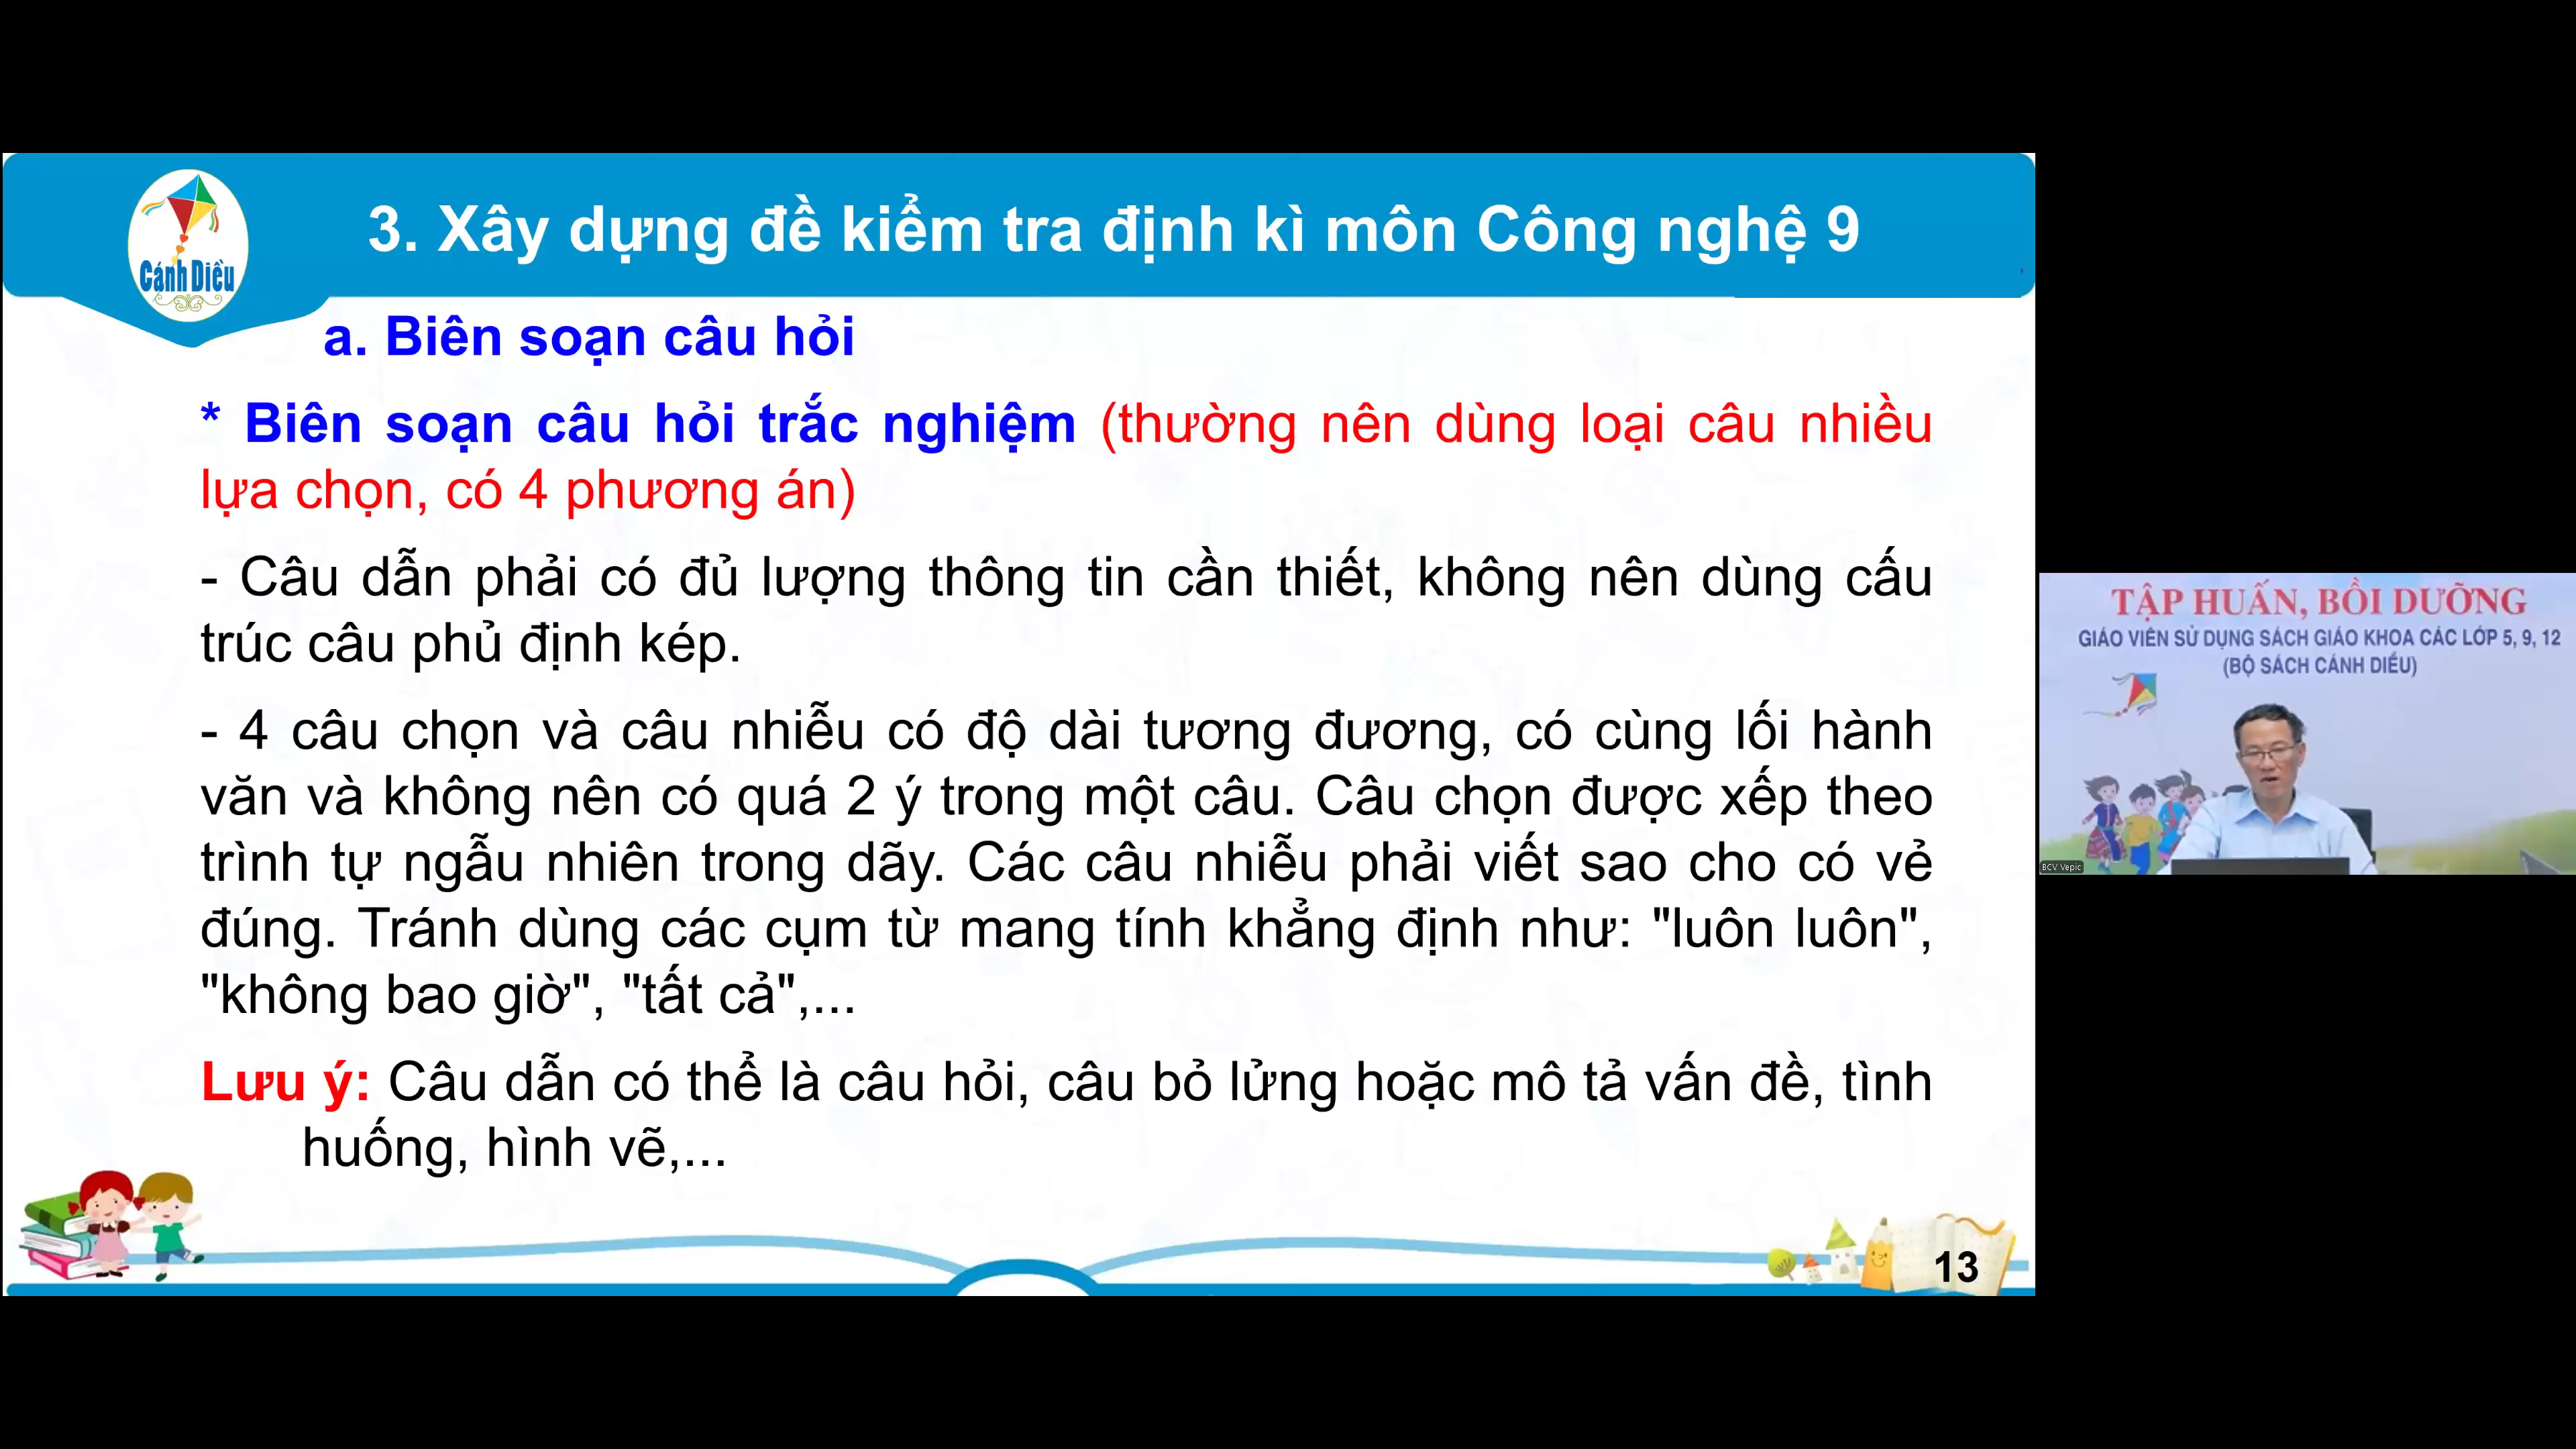 3. Xây dựng đề kiểm tra định kì môn Công nghệ 9
Cánh Diều
a. Biên soạn câu hỏi
* Biên soạn câu hỏi trắc nghiệm (thường nên dùng loại câu nhiều
lựa chọn, có 4 phương án)
- Câu dẫn phải có đủ lượng thông tin cần thiết, không nên dùng cấu
trúc câu phủ định kép.
- 4 câu chọn và câu nhiễu có độ dài tương đương, có cùng lối hành
văn và không nên có quá 2 ý trong một câu. Câu chọn được xếp theo
trình tự ngẫu nhiên trong dãy. Các câu nhiễu phải viết sao cho có vẻ
đúng. Tránh dùng các cụm từ mang tính khẳng định như: "luôn luôn",
"không bao giờ", "tất cả",...
Lưu ý: Câu dẫn có thể là câu hỏi, câu bỏ lửng hoặc mô tả vấn đề, tình
huống, hình vẽ,...
13
TẬP HUẤN, BỒI DƯỠNG
GIÁO VIÊN SỬ DỤNG SÁCH GIÁO KHOA CÁC LỚP 5, 9, 12
(BỘ SÁCH CÁNH DIỀU)
BCV Vepic